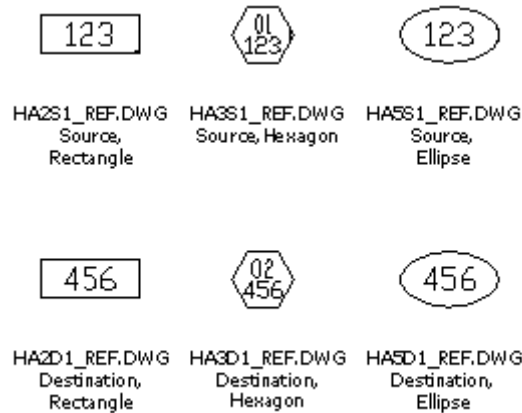 123
01
123
123
HA2S1_REF.DWG
Source,
Rectangle
HA3S1_REF.DWG
Source, Hexagon
HA5S1_REF.DWG
Source,
Ellipse
456
02
456
456
HA2D1_REF.DWG
Destination,
Rectangle
HA3D1_REF.DWG
Destination,
Hexagon
HA5D1_REF.DWG
Destination,
Ellipse